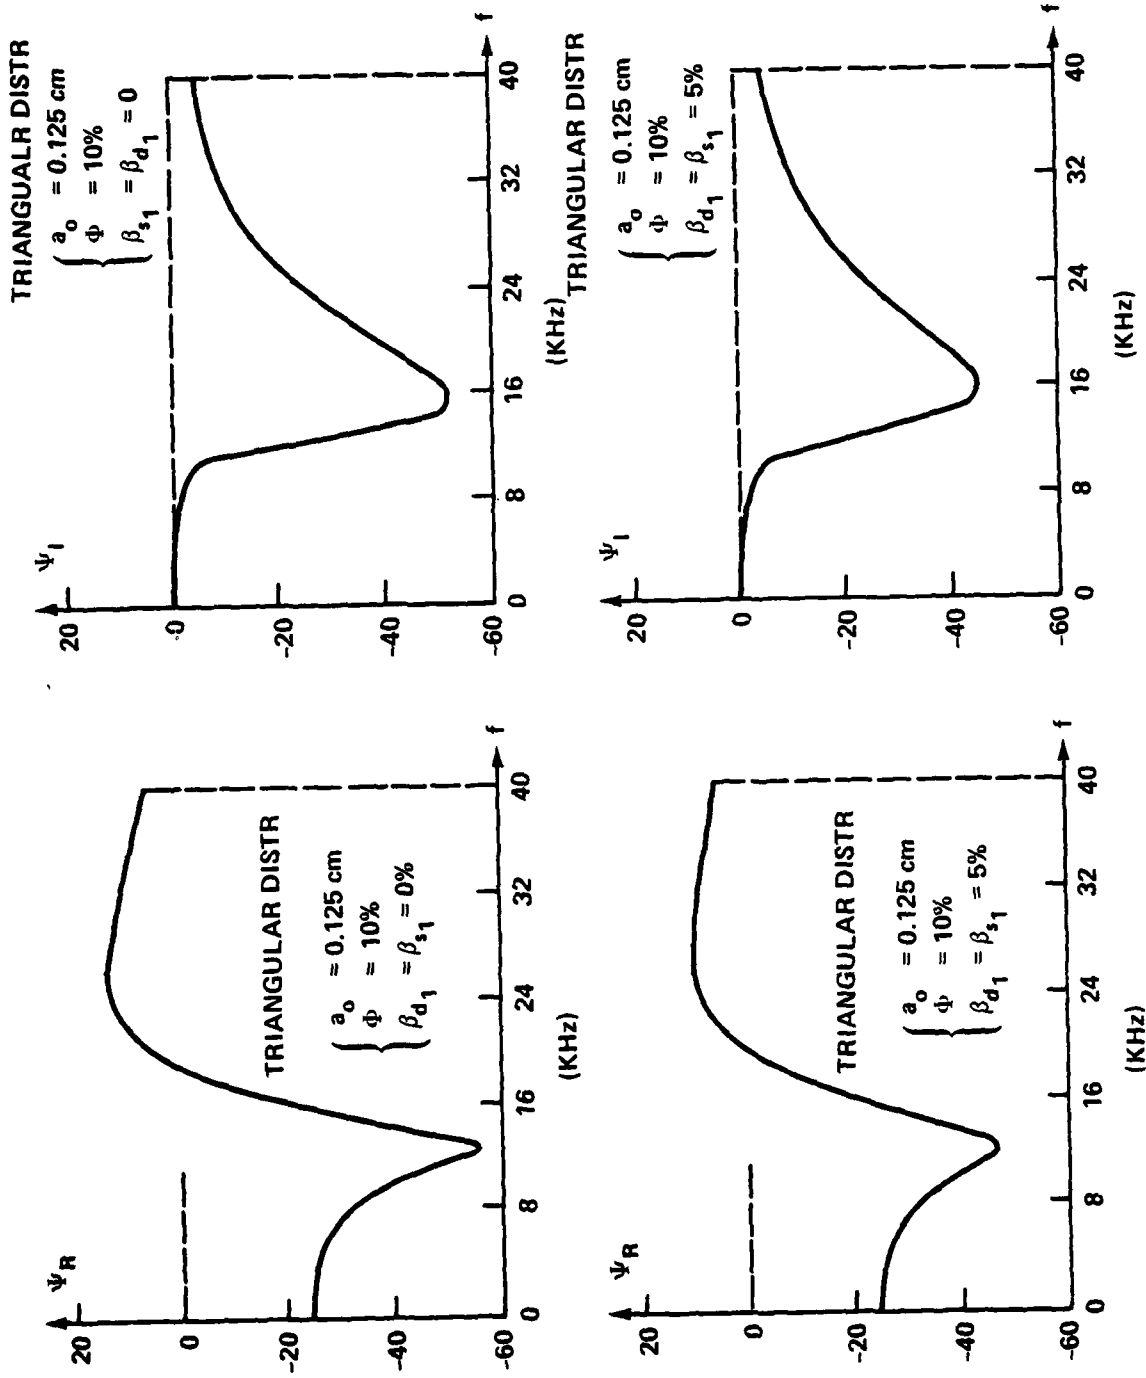 Ψ_R
20
0
-20
-40
-60
TRIANGULAR DISTR
a_o = 0.125 cm
Φ = 10%
β_d1 = β_s1 = 0%
0 8 16 24 32 40 f
(KHz)
Ψ_I
20
0
-20
-40
-60
TRIANGUALR DISTR
a_o = 0.125 cm
Φ = 10%
β_s1 = β_d1 = 0
0 8 16 24 32 40 f
(KHz)
Ψ_R
20
0
-20
-40
-60
TRIANGULAR DISTR
a_o = 0.125 cm
Φ = 10%
β_d1 = β_s1 = 5%
0 8 16 24 32 40 f
(KHz)
Ψ_I
20
0
-20
-40
-60
TRIANGULAR DISTR
a_o = 0.125 cm
Φ = 10%
β_d1 = β_s1 = 5%
0 8 16 24 32 40 f
(KHz)